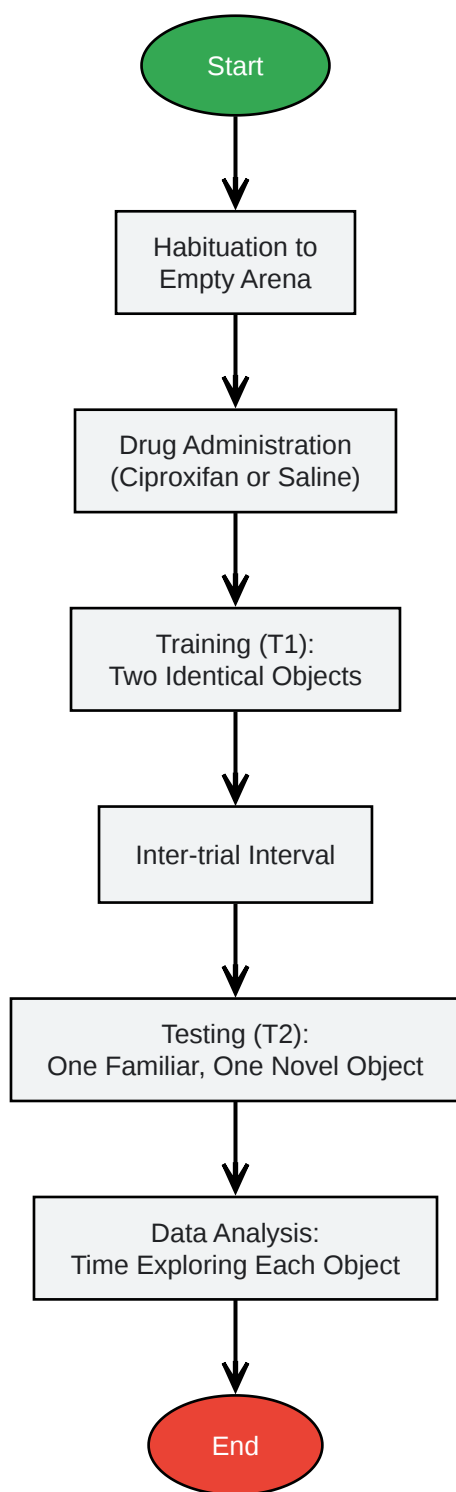 Start
Habituation to
Empty Arena
Drug Administration
(Ciproxifan or Saline)
Training (T1):
Two Identical Objects
Inter-trial Interval
Testing (T2):
One Familiar, One Novel Object
Data Analysis:
Time Exploring Each Object
End